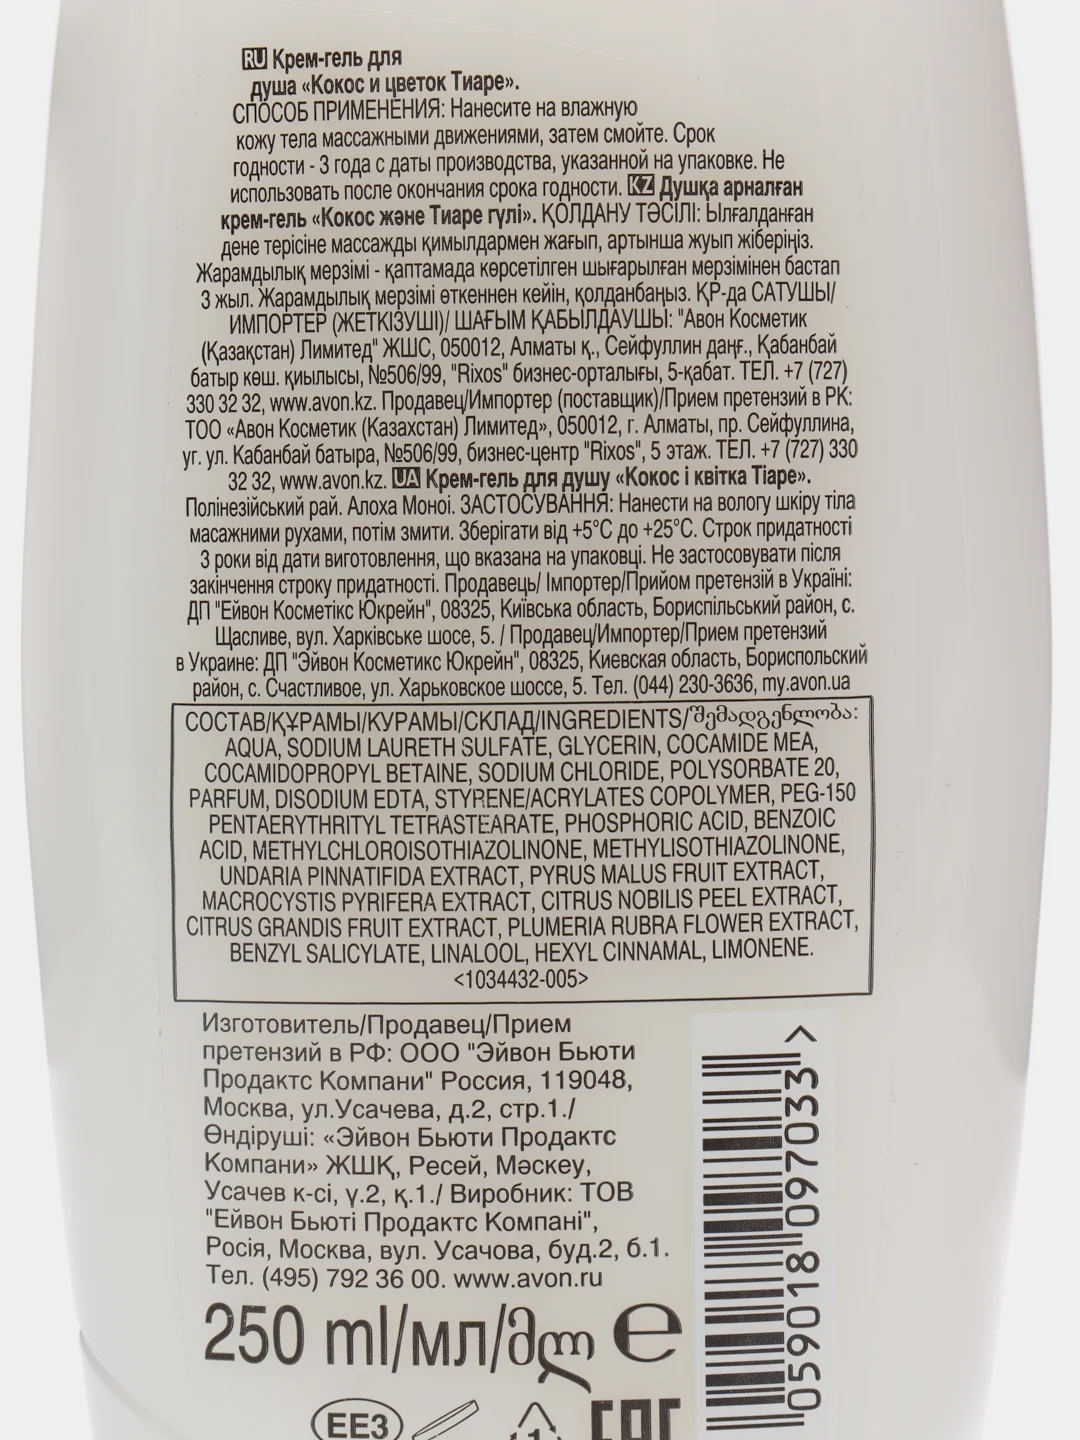 RU Крем-гель для
душа «Кокос и цветок Тиаре».
СПОСОБ ПРИМЕНЕНИЯ: Нанесите на влажную
кожу тела массажными движениями, затем смойте. Срок
годности - 3 года с даты производства, указанной на упаковке. Не
использовать после окончания срока годности. KZ Душқа арналған
крем-гель «Кокос және Тиаре гүлі». ҚОЛДАНУ ТӘСІЛІ: Ылғалданған
дене терісіне массажды қимылдармен жағып, артынша жуып жіберіңіз.
Жарамдылық мерзімі - қаптамада көрсетілген шығарылған мерзімінен бастап
3 жыл. Жарамдылық мерзімі өткеннен кейін, қолданбаңыз. ҚР-да САТУШЫ/
ИМПОРТЕР (ЖЕТКІЗУШІ)/ ШАҒЫМ ҚАБЫЛДАУШЫ: "Авон Косметик
(Қазақстан) Лимитед" ЖШС, 050012, Алматы қ., Сейфуллин даңғ., Қабанбай
батыр көш. қиылысы, №506/99, "Rixos" бизнес-орталығы, 5-қабат. ТЕЛ. +7 (727)
330 32 32, www.avon.kz. Продавец/Импортер (поставщик)/Прием претензий в РК:
ТОО «Авон Косметик (Казахстан) Лимитед», 050012, г. Алматы, пр. Сейфуллина,
уг. ул. Кабанбай батыра, №506/99, бизнес-центр "Rixos", 5 этаж. ТЕЛ. +7 (727) 330
32 32, www.avon.kz. UA Крем-гель для душу «Кокос і квітка Тіаре».
Полінезійський рай. Алоха Моноі. ЗАСТОСУВАННЯ: Нанести на вологу шкіру тіла
масажними рухами, потім змити. Зберігати від +5°C до +25°C. Строк придатності
3 роки від дати виготовлення, що вказана на упаковці. Не застосовувати після
закінчення строку придатності. Продавець/ Імпортер/Прийом претензій в Україні:
ДП "Ейвон Косметікс Юкрейн", 08325, Київська область, Бориспільський район, с.
Щасливе, вул. Харківське шосе, 5. / Продавец/Импортер/Прием претензий
в Украине: ДП "Эйвон Косметикс Юкрейн", 08325, Киевская область, Бориспольский
район, с. Счастливое, ул. Харьковское шоссе, 5. Тел. (044) 230-3636, my.avon.ua
СОСТАВ/ҚҰРАМЫ/КУРАМЫ/СКЛАД/INGREDIENTS/შემადგენლობა:
AQUA, SODIUM LAURETH SULFATE, GLYCERIN, COCAMIDE MEA,
COCAMIDOPROPYL BETAINE, SODIUM CHLORIDE, POLYSORBATE 20,
PARFUM, DISODIUM EDTA, STYRENE/ACRYLATES COPOLYMER, PEG-150
PENTAERYTHRITYL TETRASTEARATE, PHOSPHORIC ACID, BENZOIC
ACID, METHYLCHLOROISOTHIAZOLINONE, METHYLISOTHIAZOLINONE,
UNDARIA PINNATIFIDA EXTRACT, PYRUS MALUS FRUIT EXTRACT,
MACROCYSTIS PYRIFERA EXTRACT, CITRUS NOBILIS PEEL EXTRACT,
CITRUS GRANDIS FRUIT EXTRACT, PLUMERIA RUBRA FLOWER EXTRACT,
BENZYL SALICYLATE, LINALOOL, HEXYL CINNAMAL, LIMONENE.
<1034432-005>
Изготовитель/Продавец/Прием
претензий в РФ: ООО "Эйвон Бьюти
Продактс Компани" Россия, 119048,
Москва, ул.Усачева, д.2, стр.1./
Өндіруші: «Эйвон Бьюти Продактс
Компани» ЖШҚ, Ресей, Мәскеу,
Усачев к-сі, ү.2, қ.1./ Виробник: ТОВ
"Ейвон Бьюті Продактс Компані",
Росія, Москва, вул. Усачова, буд.2, б.1.
Тел. (495) 792 36 00. www.avon.ru
250 ml/мл/მლ e
5059018097033 >
EE3
1
EAC